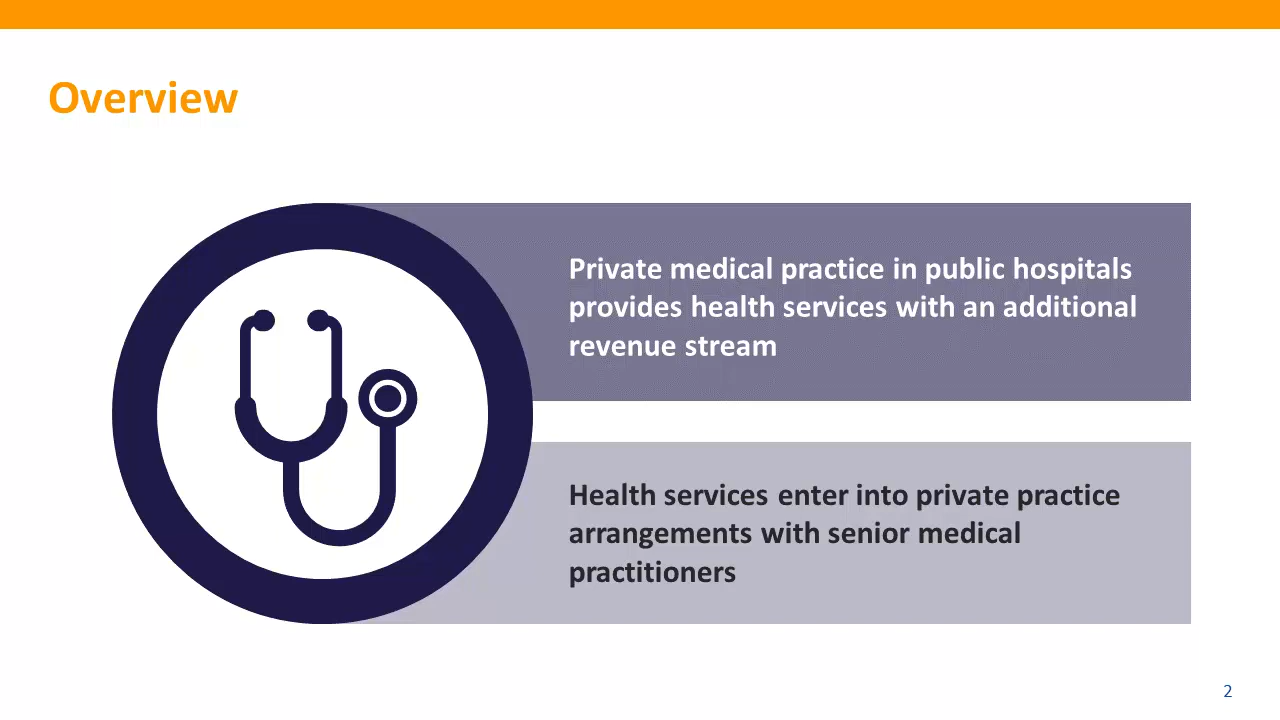 Overview
Private medical practice in public hospitals
provides health services with an additional
revenue stream
Health services enter into private practice
arrangements with senior medical
practitioners
2